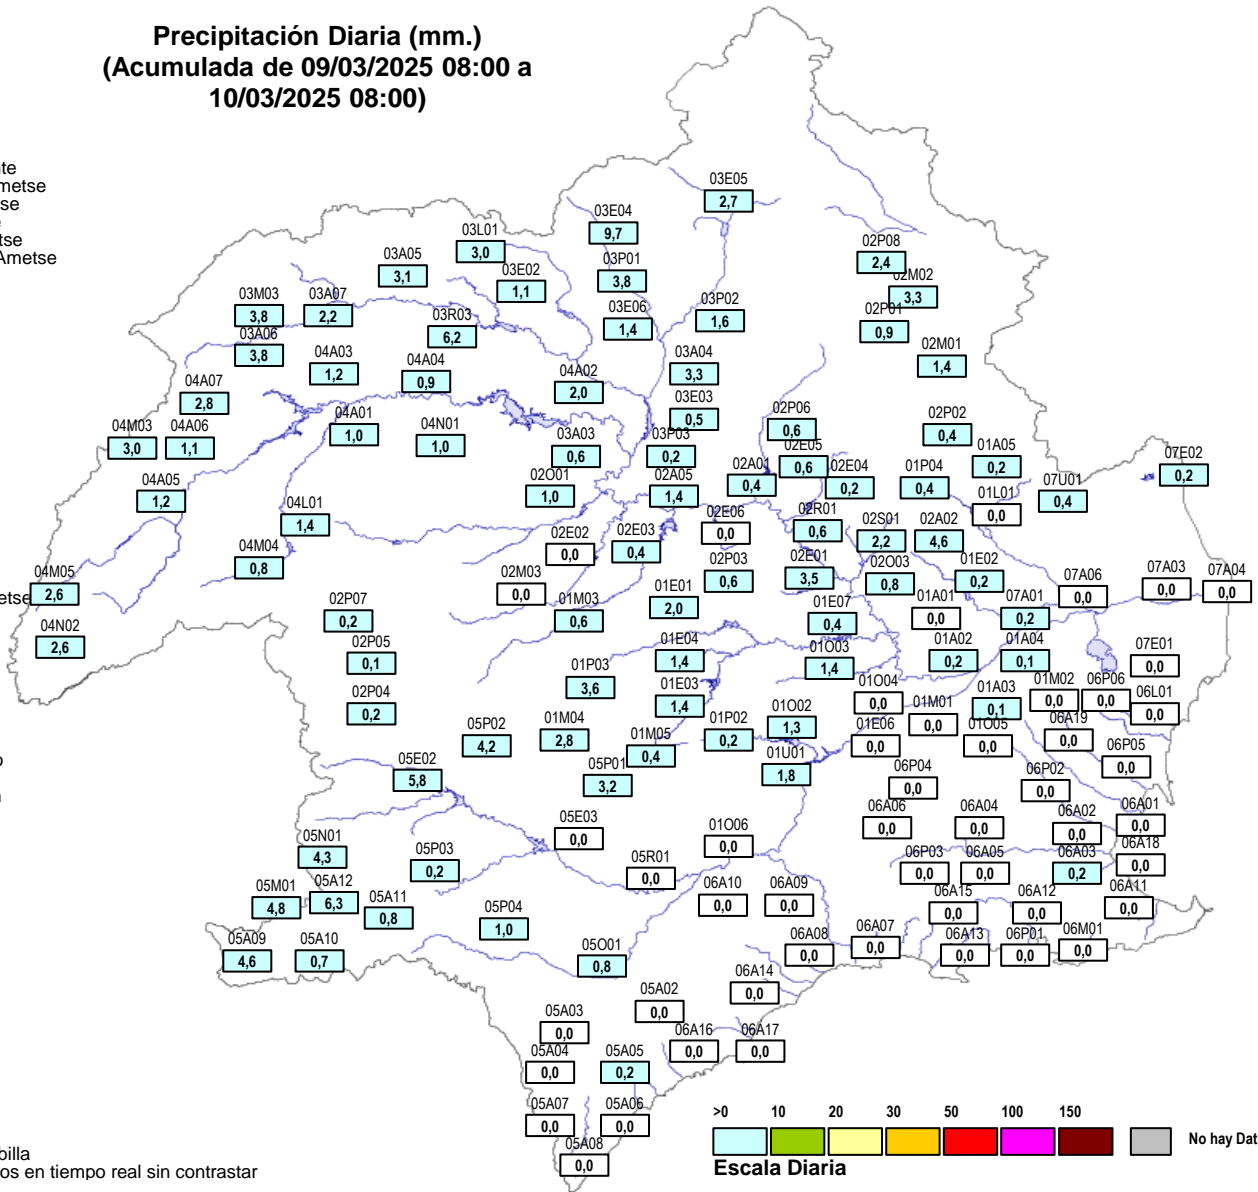 Precipitación Diaria (mm.)
(Acumulada de 09/03/2025 08:00 a
10/03/2025 08:00)
03E05
2,7
03E04
9,7
03L01
3,0
03A05
3,1
03E02
1,1
03P01
3,8
02P08
2,4
02M02
3,3
03M03
3,8
03A07
2,2
03R03
6,2
03E06
1,4
03P02
1,6
02P01
0,9
03A06
3,8
04A03
1,2
04A04
0,9
04A02
2,0
03A04
3,3
02M01
1,4
04A07
2,8
03E03
0,5
04M03
3,0
04A06
1,1
04A01
1,0
04N01
1,0
03A03
0,6
03P03
0,2
02P06
0,6
02P02
0,4
02E05
0,6
01A05
0,2
07E02
0,2
04A05
1,2
02O01
1,0
02A05
1,4
02A01
0,4
02E04
0,2
01P04
0,4
07U01
0,4
01L01
0,0
04L01
1,4
02E06
0,0
02R01
0,6
02S01
2,2
02A02
4,6
02E02
0,0
02E03
0,4
04M04
0,8
04M05
2,6
02M03
0,0
02P03
0,6
02E01
3,5
02O03
0,8
01E02
0,2
07A06
0,0
07A03
0,0
07A04
0,0
02P07
0,2
01M03
0,6
01E01
2,0
01E07
0,4
01A01
0,0
07A01
0,2
04N02
2,6
02P05
0,1
01E04
1,4
01O03
1,4
01A02
0,2
01A04
0,1
07E01
0,0
01P03
3,6
02P04
0,2
01E03
1,4
01O04
0,0
01M01
0,0
01A03
0,1
01M02
0,0
06P06
0,0
06L01
0,0
05P02
4,2
01M04
2,8
01M05
0,4
01P02
0,2
01O02
1,3
01E06
0,0
01O05
0,0
06A19
0,0
06P05
0,0
05E02
5,8
05P01
3,2
01U01
1,8
06P04
0,0
06P02
0,0
05E03
0,0
01O06
0,0
06A06
0,0
06A04
0,0
06A02
0,0
06A01
0,0
05N01
4,3
05P03
0,2
05R01
0,0
06P03
0,0
06A05
0,0
06A03
0,2
06A18
0,0
05M01
4,8
05A12
6,3
05A11
0,8
06A10
0,0
06A09
0,0
06A15
0,0
06A12
0,0
06A11
0,0
05P04
1,0
05A09
4,6
05A10
0,7
05O01
0,8
06A08
0,0
06A07
0,0
06A13
0,0
06P01
0,0
06M01
0,0
06A14
0,0
05A03
0,0
05A02
0,0
06A16
0,0
06A17
0,0
05A04
0,0
05A05
0,2
05A07
0,0
05A06
0,0
05A08
0,0
>0 10 20 30 50 100 150
No hay Dat
Escala Diaria
billa
os en tiempo real sin contrastar